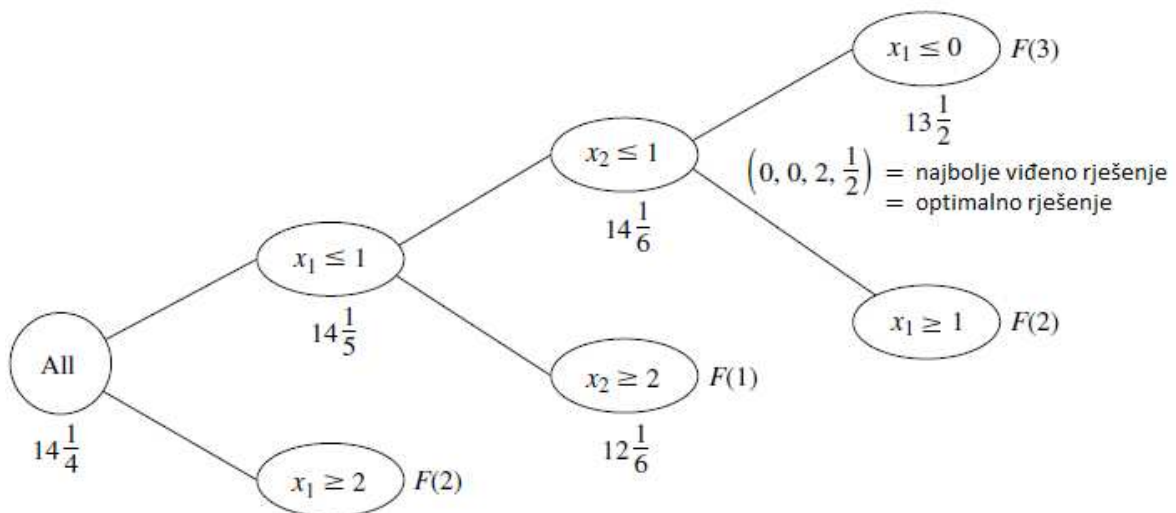 x₁ ≤ 0 F(3)
13 1/2
x₂ ≤ 1
(0, 0, 2, 1/2) = najbolje viđeno rješenje
= optimalno rješenje
14 1/6
x₁ ≤ 1
14 1/5
x₁ ≥ 1 F(2)
All
14 1/4
x₂ ≥ 2 F(1)
12 1/6
x₁ ≥ 2 F(2)